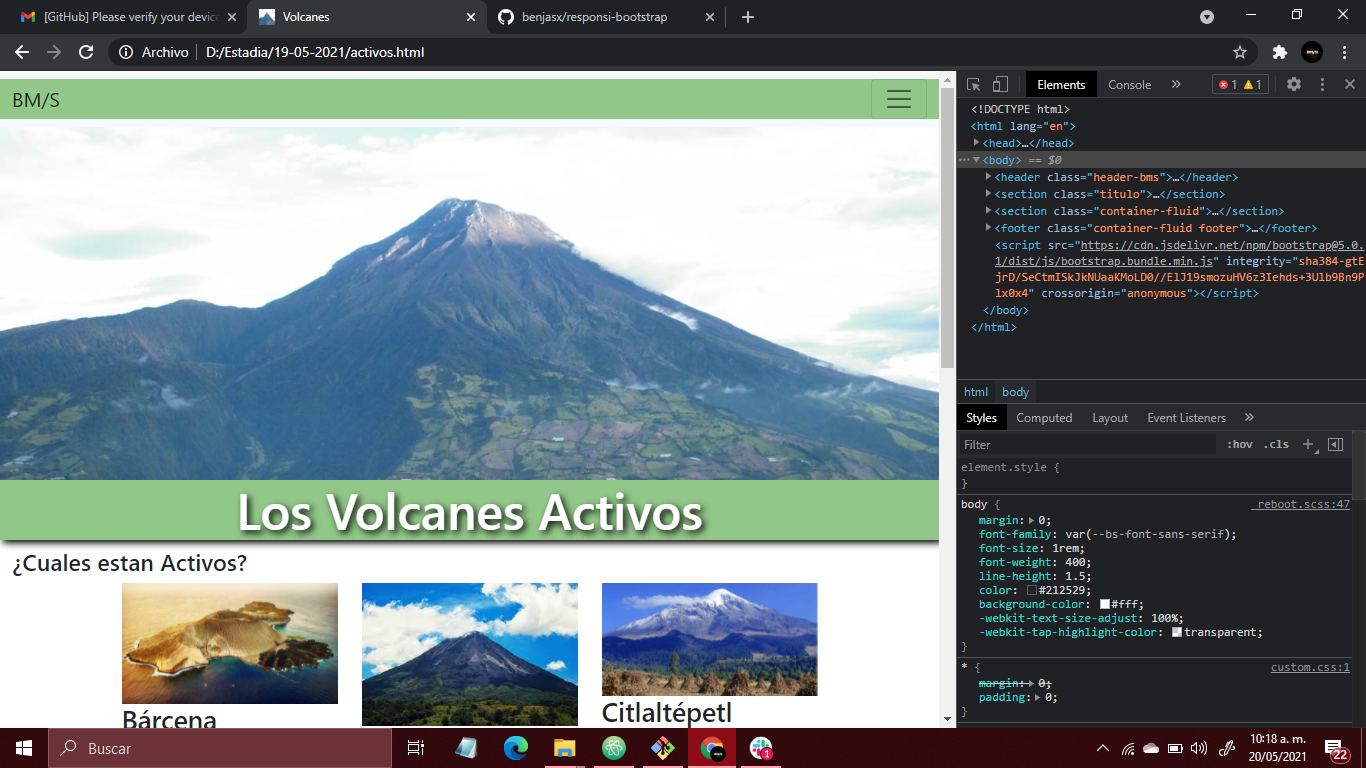 [GitHub] Please verify your device
Volcanes
benjasx/responsi-bootstrap
Archivo
D:/Estadia/19-05-2021/activos.html
BM/S
Los Volcanes Activos
¿Cuales estan Activos?
Bárcena
Citlaltépetl
Elements
Console
1
1
<!DOCTYPE html>
<html lang="en">
<head>…</head>
<body> == $0
<header class="header-bms">…</header>
<section class="titulo">…</section>
<section class="container-fluid">…</section>
<footer class="container-fluid footer">…</footer>
<script src="https://cdn.jsdelivr.net/npm/bootstrap@5.0.
1/dist/js/bootstrap.bundle.min.js" integrity="sha384-gtE
jrD/SeCtmISkJkNUaaKMoLD0//ElJ19smozuHV6z3Iehds+3Ulb9Bn9P
lx0x4" crossorigin="anonymous"></script>
</body>
</html>
html
body
Styles
Computed
Layout
Event Listeners
Filter
:hov
.cls
element.style {
}
body {
_reboot.scss:47
margin: 0;
font-family: var(--bs-font-sans-serif);
font-size: 1rem;
font-weight: 400;
line-height: 1.5;
color: #212529;
background-color: #fff;
-webkit-text-size-adjust: 100%;
-webkit-tap-highlight-color: transparent;
}
* {
custom.css:1
margin: 0;
padding: 0;
}
Buscar
1
10:18 a. m.
20/05/2021
22